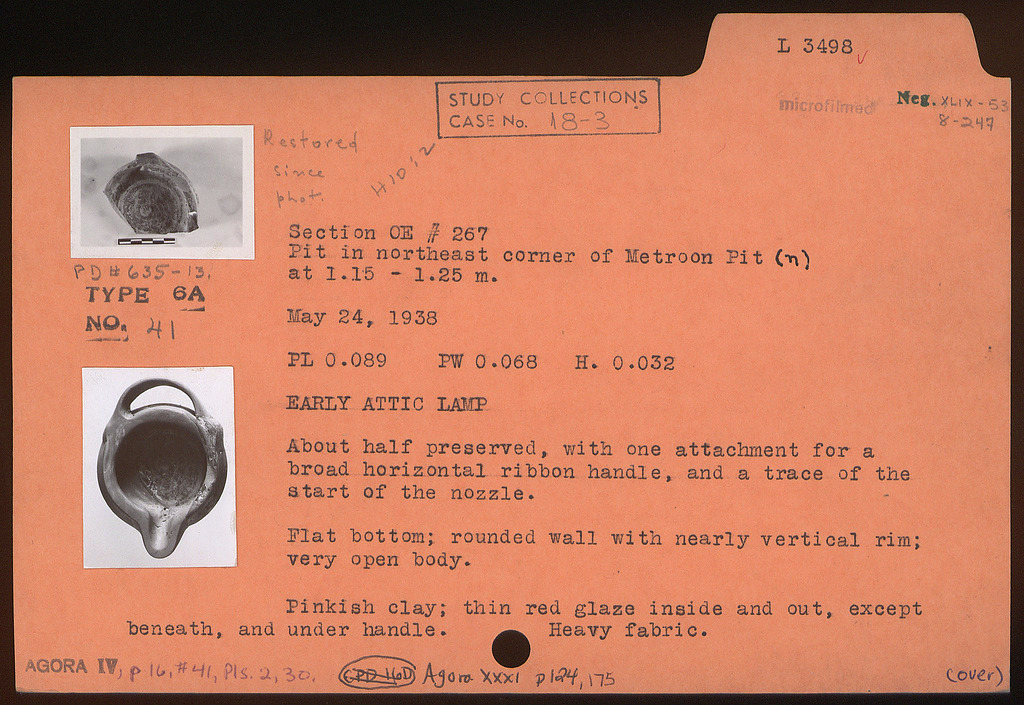 L 3498 ✓
microfilmed
Neg. XLIX-53
8-247
STUDY COLLECTIONS
CASE No. 18-3
Restored
since
phot.
PD# 635-13.
TYPE 6A
NO. 41
Section OE # 267
Pit in northeast corner of Metroon Pit (n)
at 1.15 - 1.25 m.
May 24, 1938
PL 0.089 PW 0.068 H. 0.032
EARLY ATTIC LAMP
About half preserved, with one attachment for a
broad horizontal ribbon handle, and a trace of the
start of the nozzle.
Flat bottom; rounded wall with nearly vertical rim;
very open body.
Pinkish clay; thin red glaze inside and out, except
beneath, and under handle. Heavy fabric.
AGORA IV, p 16, #41, Pls. 2, 30. Agora XXXI p 124, 175
(over)